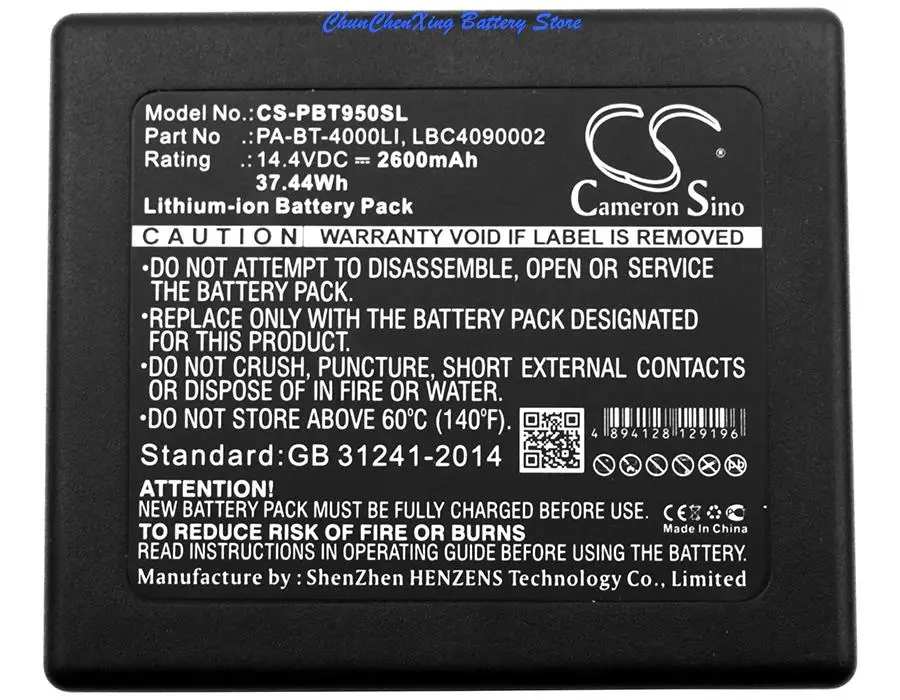 ChunChenXing Battery Store
Model No.:CS-PBT950SL
Part No .:PA-BT-4000LI, LBC4090002
Rating .:14.4VDC ⎓ 2600mAh
37.44Wh
Lithium-ion Battery Pack
CS
®
Cameron Sino
CAUTION WARRANTY VOID IF LABEL IS REMOVED
•DO NOT ATTEMPT TO DISASSEMBLE, OPEN OR SERVICE
THE BATTERY PACK.
•REPLACE ONLY WITH THE BATTERY PACK DESIGNATED
FOR THIS PRODUCT.
•DO NOT CRUSH, PUNCTURE, SHORT EXTERNAL CONTACTS
OR DISPOSE OF IN FIRE OR WATER.
•DO NOT STORE ABOVE 60°C (140°F).
4 894128 129196
Standard:GB 31241-2014
ATTENTION!
NEW BATTERY PACK MUST BE FULLY CHARGED BEFORE USE.
CE
Made In China
TO REDUCE RISK OF FIRE OR BURNS
READ INSTRUCTIONS IN OPERATING GUIDE BEFORE USING THE BATTERY.
Manufacture by : ShenZhen HENZENS Technology Co., Limited